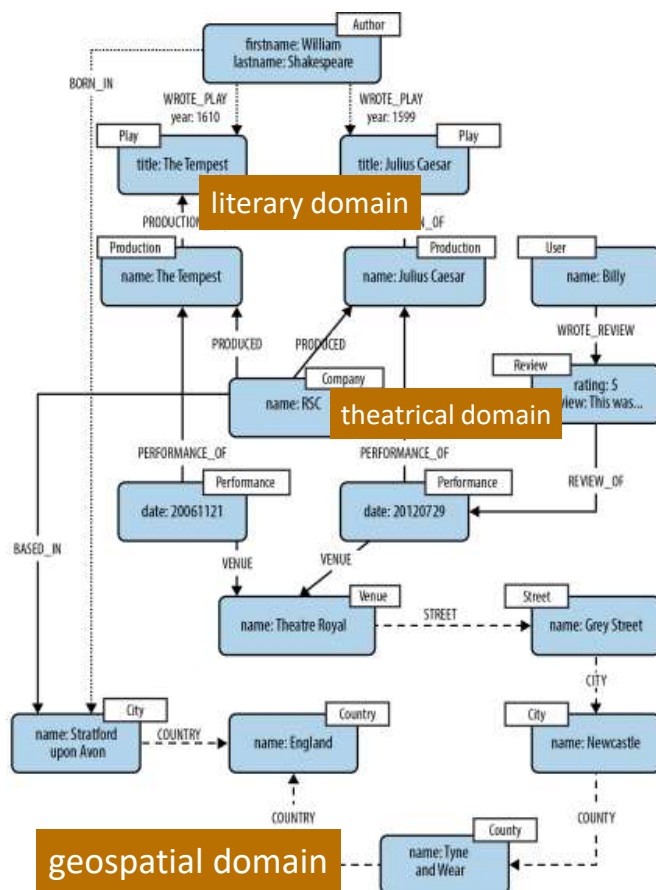 Author
firstname: William
lastname: Shakespeare
BORN_IN
WROTE_PLAY
year: 1610
WROTE_PLAY
year: 1599
Play
title: The Tempest
Play
title: Julius Caesar
literary domain
PRODUCTION
N_OF
Production
name: The Tempest
Production
name: Julius Caesar
User
name: Billy
PRODUCED
PRODUCED
WROTE_REVIEW
Company
name: RSC
Review
rating: 5
view: This was...
theatrical domain
PERFORMANCE_OF
PERFORMANCE_OF
REVIEW_OF
Performance
date: 20061121
Performance
date: 20120729
BASED_IN
VENUE
VENUE
Venue
name: Theatre Royal
STREET
Street
name: Grey Street
CITY
City
name: Stratford
upon Avon
COUNTRY
Country
name: England
City
name: Newcastle
COUNTRY
COUNTY
County
name: Tyne
and Wear
geospatial domain